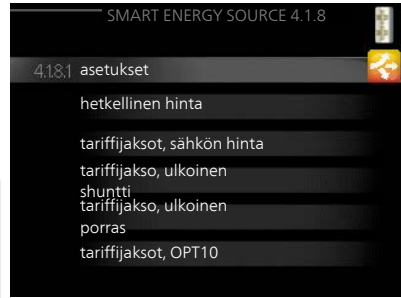 SMART ENERGY SOURCE 4.1.8
4.1.8.1 asetukset
hetkellinen hinta
tariffijaksot, sähkön hinta
tariffijakso, ulkoinen
shuntti
tariffijakso, ulkoinen
porras
tariffijaksot, OPT10